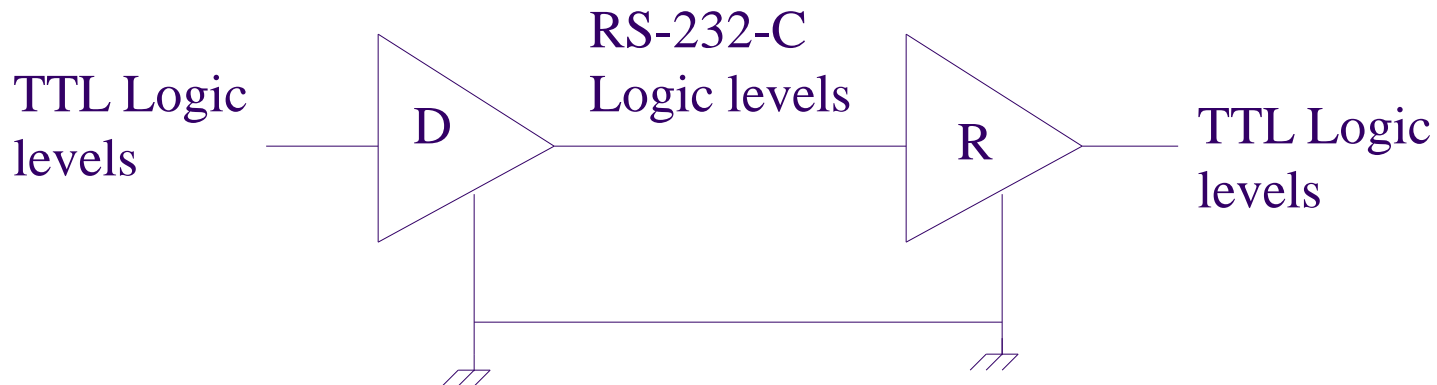 TTL Logic
levels
D
RS-232-C
Logic levels
R
TTL Logic
levels